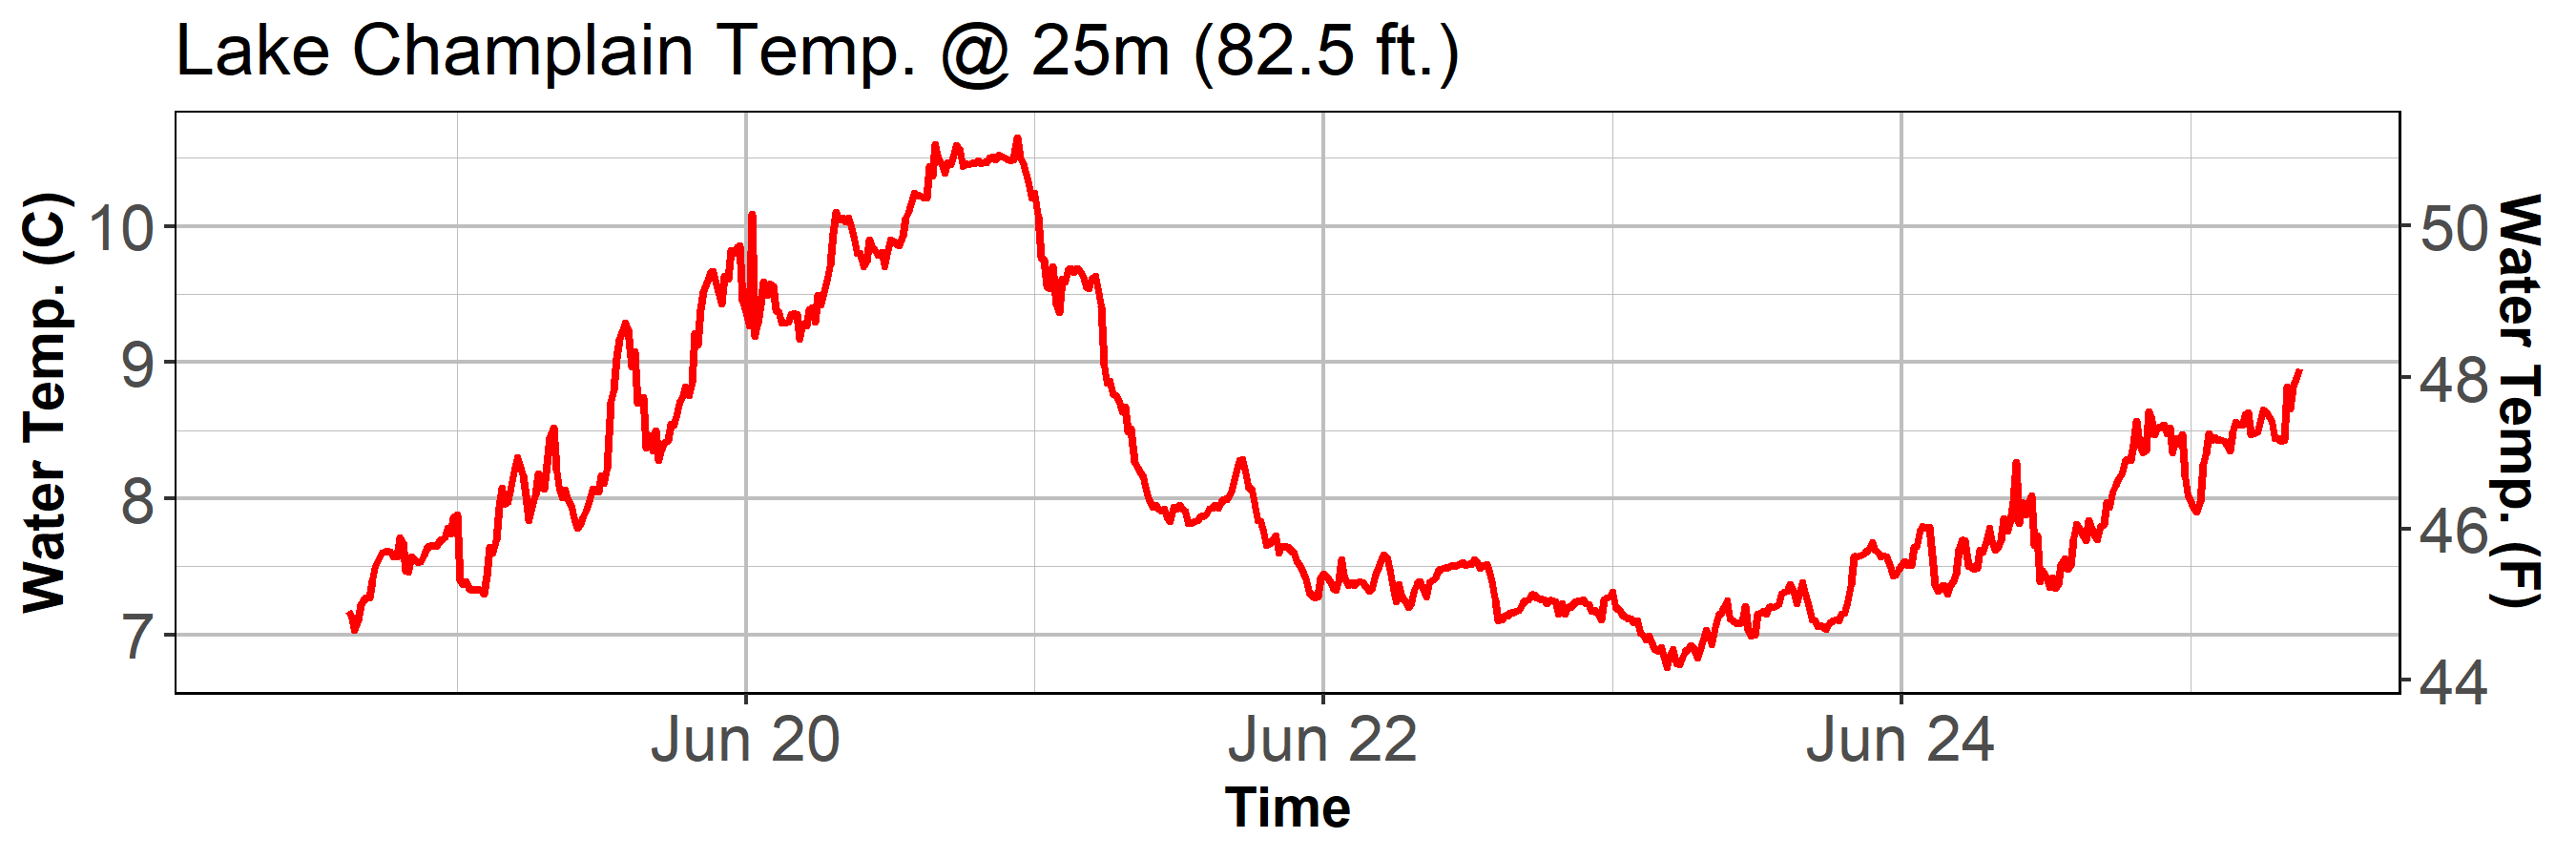 Lake Champlain Temp. @ 25m (82.5 ft.)
Water Temp. (C)
10
9
8
7
50
48
46
44
Water Temp. (F)
Jun 20
Jun 22
Jun 24
Time